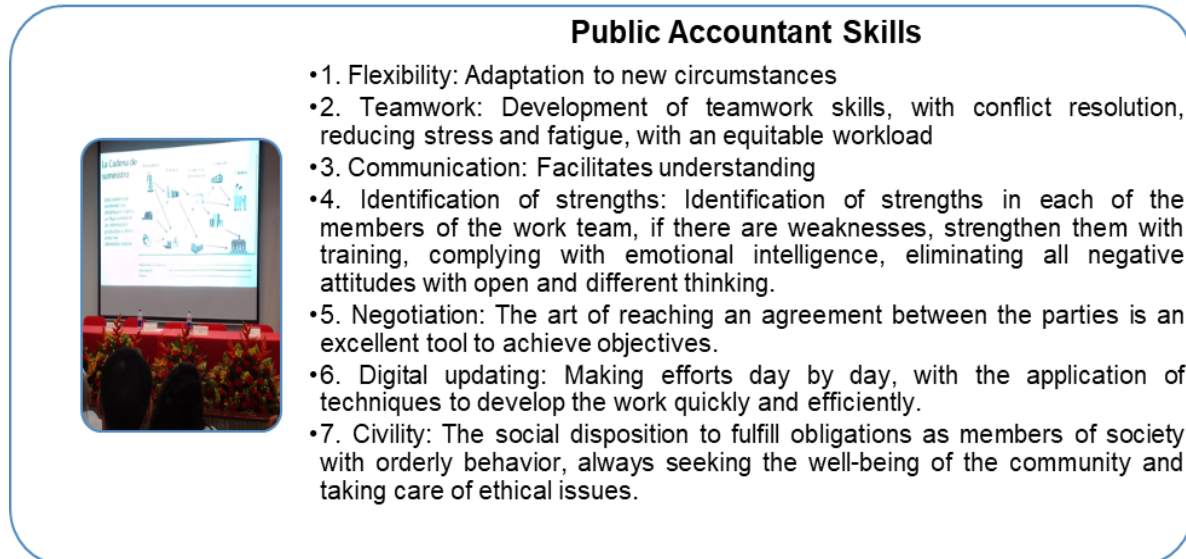 Public Accountant Skills
•1. Flexibility: Adaptation to new circumstances
•2. Teamwork: Development of teamwork skills, with conflict resolution,
reducing stress and fatigue, with an equitable workload
•3. Communication: Facilitates understanding
•4. Identification of strengths: Identification of strengths in each of the
members of the work team, if there are weaknesses, strengthen them with
training, complying with emotional intelligence, eliminating all negative
attitudes with open and different thinking.
•5. Negotiation: The art of reaching an agreement between the parties is an
excellent tool to achieve objectives.
•6. Digital updating: Making efforts day by day, with the application of
techniques to develop the work quickly and efficiently.
•7. Civility: The social disposition to fulfill obligations as members of society
with orderly behavior, always seeking the well-being of the community and
taking care of ethical issues.
La Cadena de
suministro